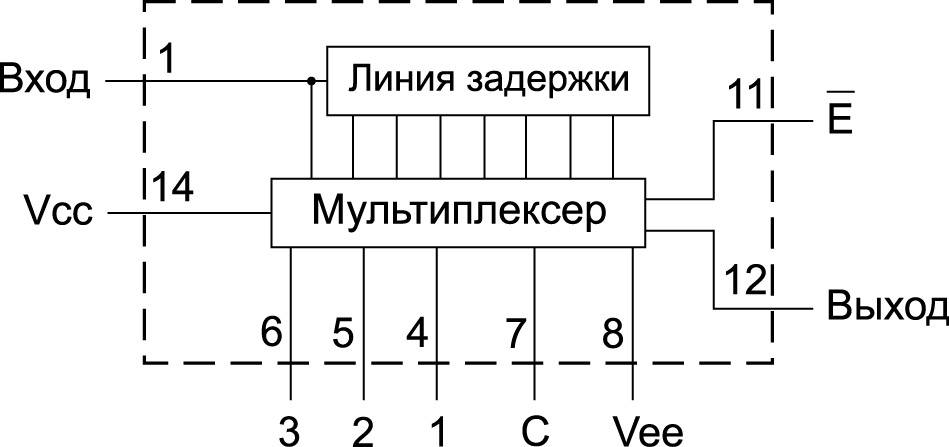 1
Вход
Линия задержки
11
E
14
Vcc
Мультиплексер
12
Выход
6 5 4 7 8
3 2 1 C Vee